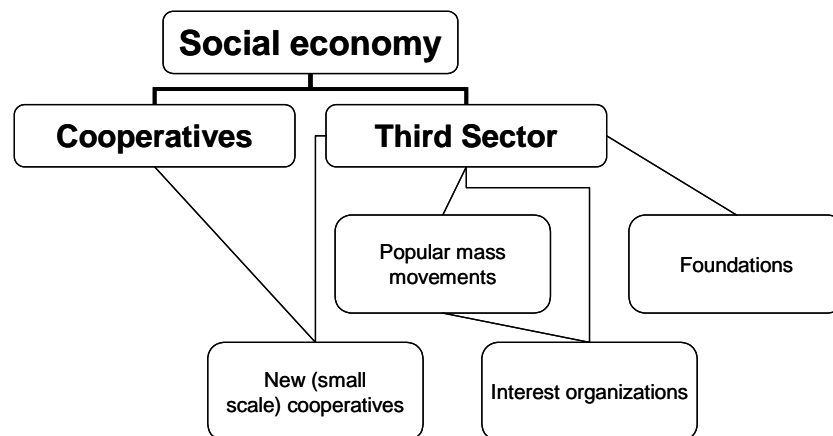 Social economy
Cooperatives
Third Sector
Popular mass
movements
Foundations
New (small
scale) cooperatives
Interest organizations